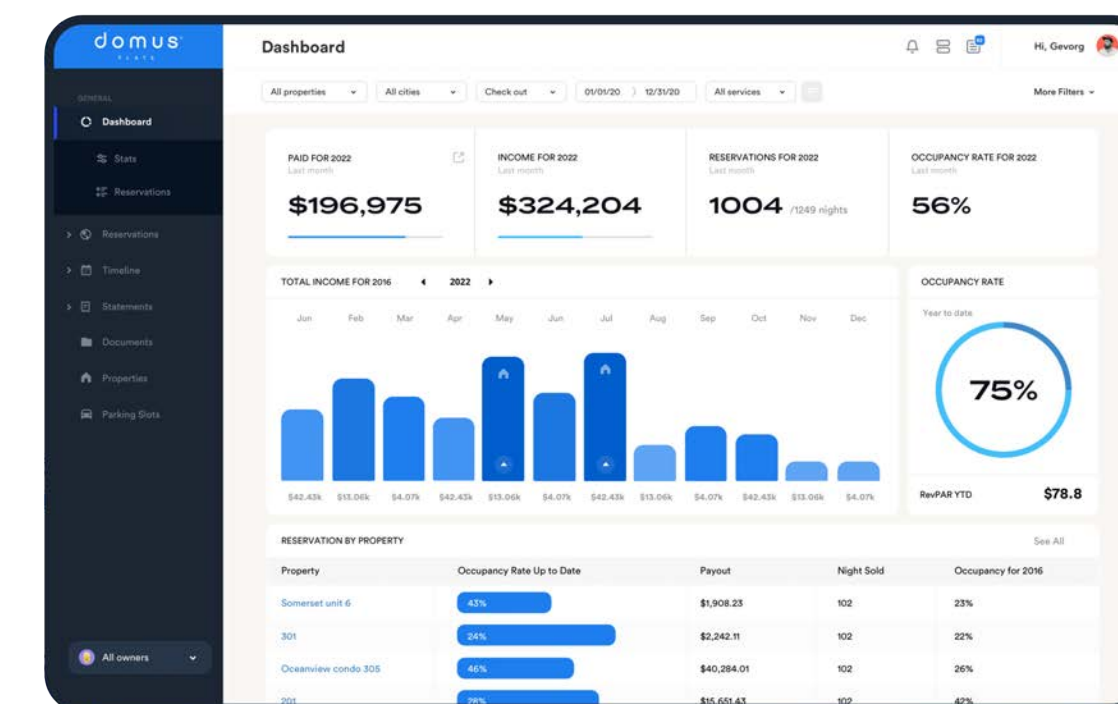 domus
FLATS
Dashboard
Hi, Gevorg
All properties
All cities
Check out
01/01/20 〉 12/31/20
All services
More Filters
GENERAL
Dashboard
Stats
Reservations
Reservations
Timeline
Statements
Documents
Properties
Parking Slots
All owners
PAID FOR 2022
Last month
$196,975
INCOME FOR 2022
Last month
$324,204
RESERVATIONS FOR 2022
Last month
1004 /1249 nights
OCCUPANCY RATE FOR 2022
Last month
56%
TOTAL INCOME FOR 2016 2022
Jun Feb Mar Apr May Jun Jul Aug Sep Oct Nov Dec
$42.43k $13.06k $4.07k $42.43k $13.06k $4.07k $42.43k $13.06k $4.07k $42.43k $13.06k $4.07k
OCCUPANCY RATE
Year to date
75%
RevPAR YTD $78.8
RESERVATION BY PROPERTY See All
Property Occupancy Rate Up to Date Payout Night Sold Occupancy for 2016
Somerset unit 6 43% $1,908.23 102 23%
301 24% $2,242.11 102 22%
Oceanview condo 305 46% $40,284.01 102 26%
201 28% $15,651.43 102 42%